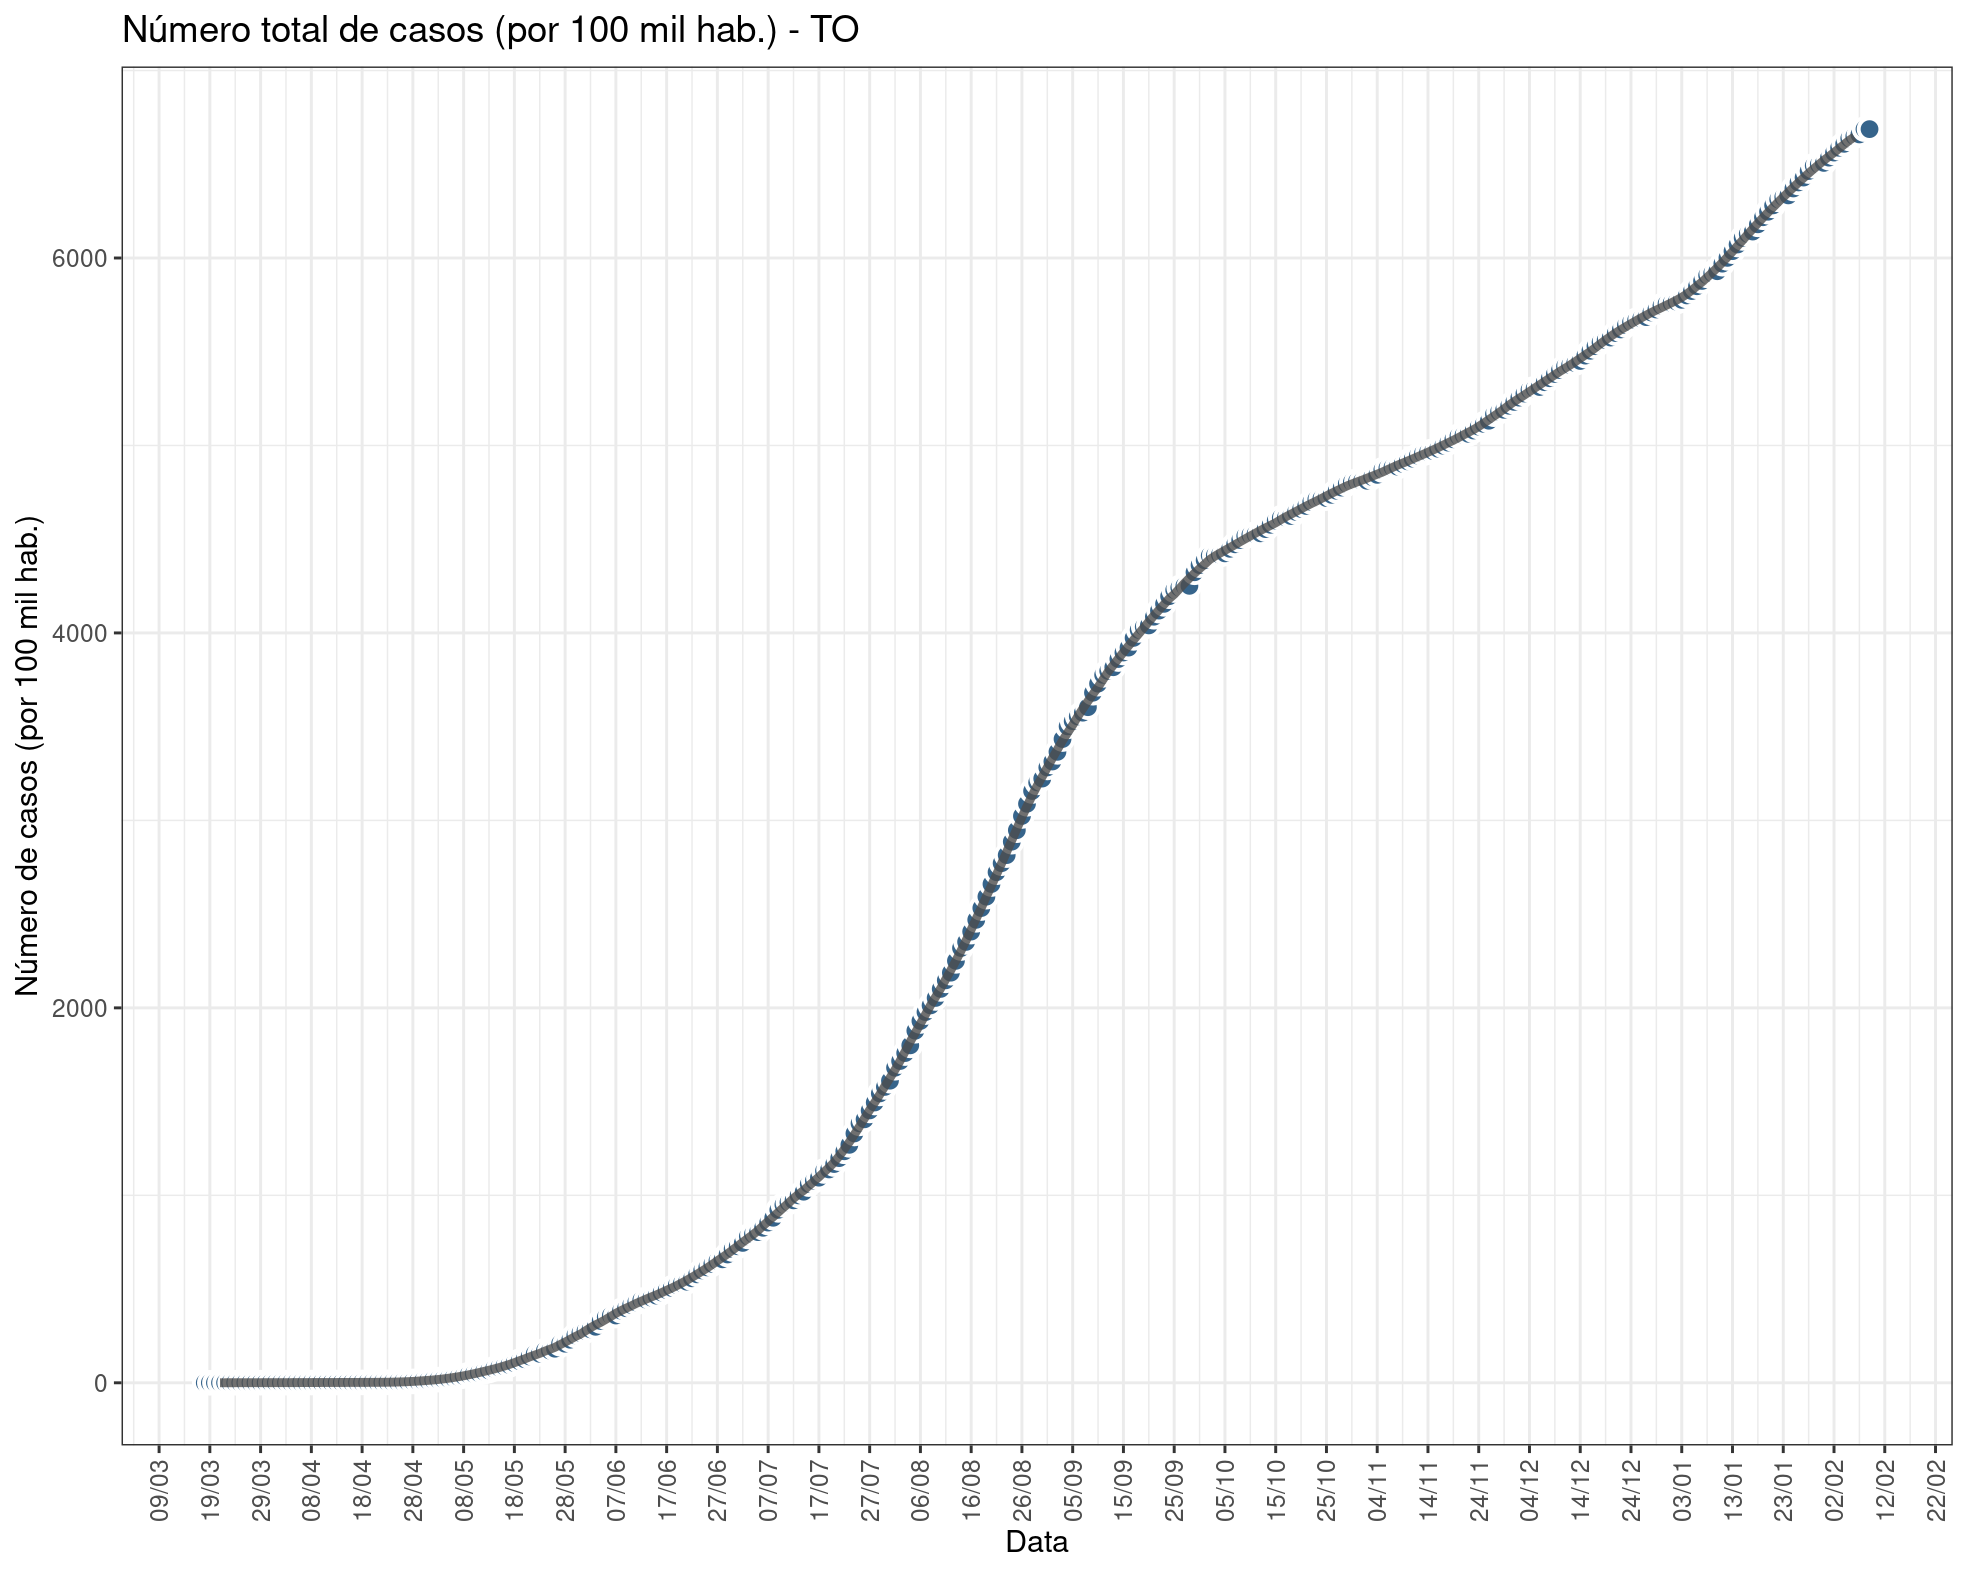 Número total de casos (por 100 mil hab.) - TO
Número de casos (por 100 mil hab.)
6000
4000
2000
0
09/03 19/03 29/03 08/04 18/04 28/04 08/05 18/05 28/05 07/06 17/06 27/06 07/07 17/07 27/07 06/08 16/08 26/08 05/09 15/09 25/09 05/10 15/10 25/10 04/11 14/11 24/11 04/12 14/12 24/12 03/01 13/01 23/01 02/02 12/02 22/02
Data